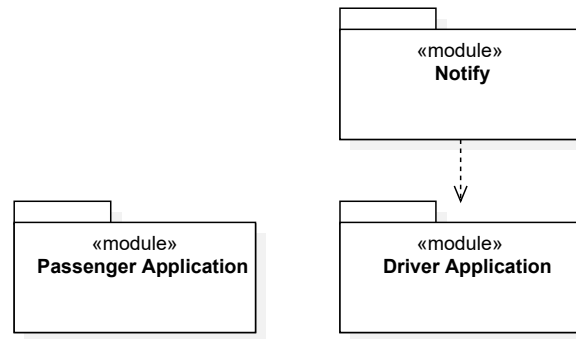 «module»
Notify
«module»
Passenger Application
«module»
Driver Application